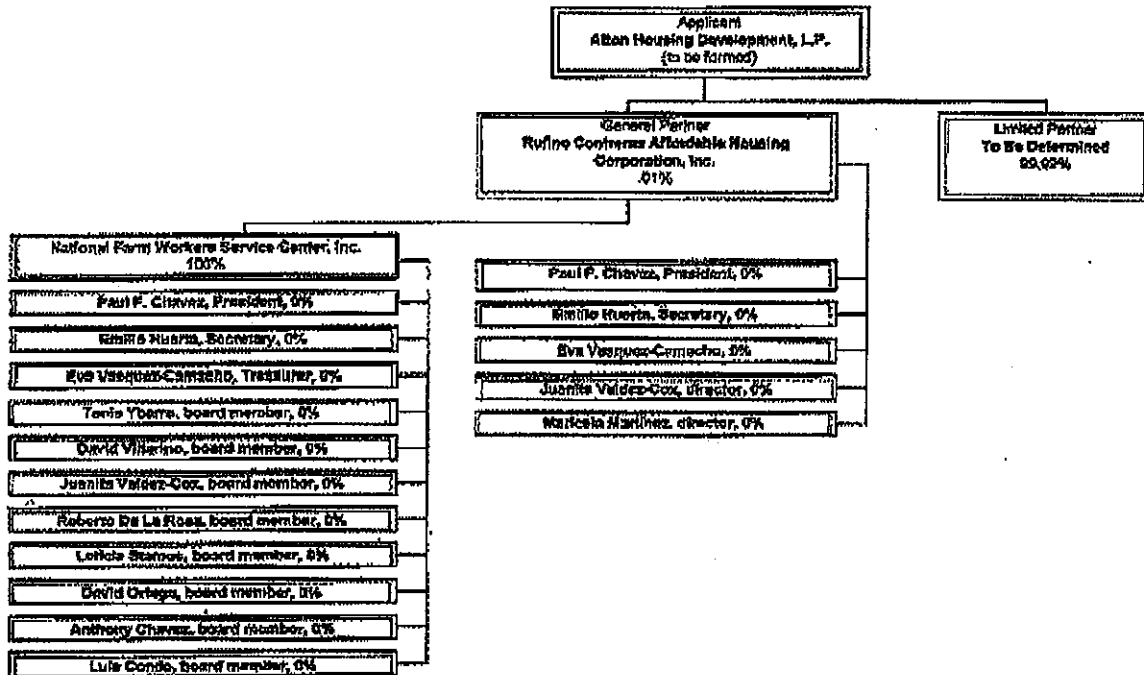 Applicant
Alton Housing Development, L.P.
(to be formed)
General Partner
Rufino Contreras Affordable Housing
Corporation, Inc.
.01%
Limited Partner
To Be Determined
99.99%
National Farm Workers Service Center, Inc.
100%
Paul F. Chavez, President, 0%
Emilio Huerta, Secretary, 0%
Eva Vasquez-Camacho, Treasurer, 0%
Tanis Ybarra, board member, 0%
David Villarino, board member, 0%
Juanita Valdez-Cox, board member, 0%
Roberto De La Rosa, board member, 0%
Leticia board member, 0%
David Ortega, board member, 0%
Anthony Chavez, board member, 0%
Luis Conde, board member, 0%
Paul F. Chavez, President, 0%
Emilio Huerta, Secretary, 0%
Eva Vasquez-Camacho, 0%
Juanita Valdez-Cox, director, 0%
Maricela Martinez, director, 0%